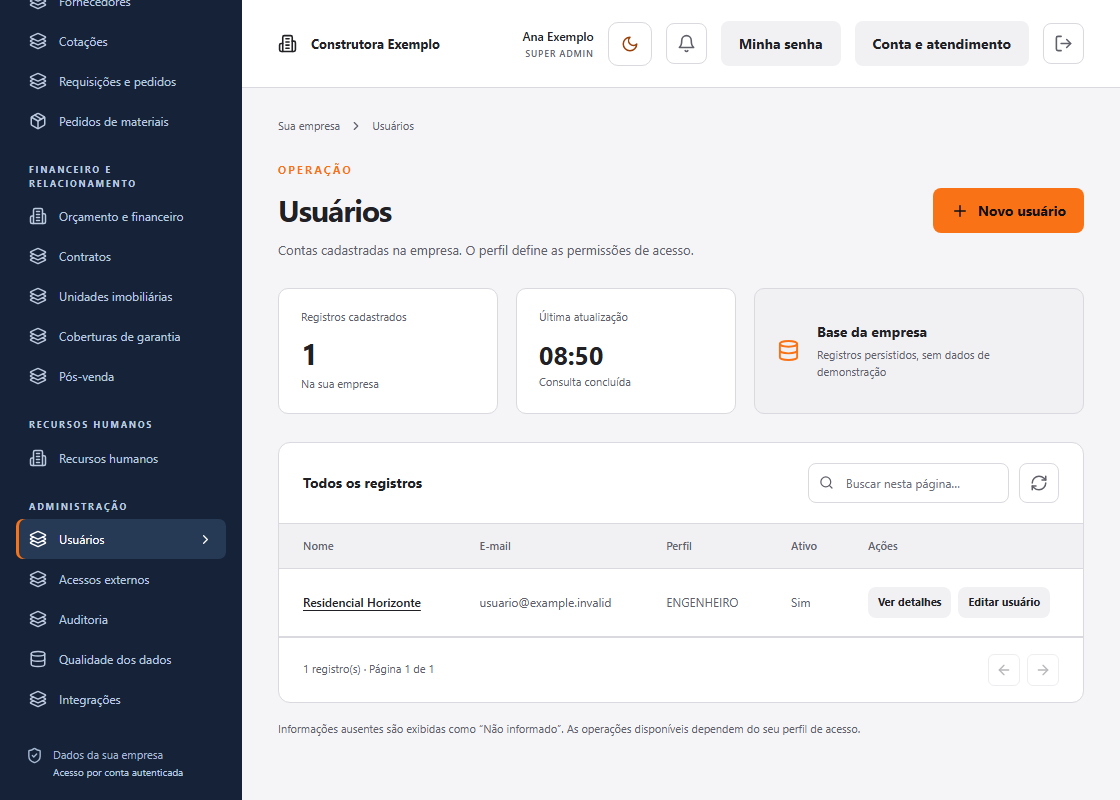 Fornecedores
Cotações
Requisições e pedidos
Pedidos de materiais
FINANCEIRO E
RELACIONAMENTO
Orçamento e financeiro
Contratos
Unidades imobiliárias
Coberturas de garantia
Pós-venda
RECURSOS HUMANOS
Recursos humanos
ADMINISTRAÇÃO
Usuários
Acessos externos
Auditoria
Qualidade dos dados
Integrações
Dados da sua empresa
Acesso por conta autenticada
Construtora Exemplo
Ana Exemplo
SUPER ADMIN
Minha senha
Conta e atendimento
Sua empresa
Usuários
OPERAÇÃO
Usuários
Novo usuário
Contas cadastradas na empresa. O perfil define as permissões de acesso.
Registros cadastrados
1
Na sua empresa
Última atualização
08:50
Consulta concluída
Base da empresa
Registros persistidos, sem dados de
demonstração
Todos os registros
Buscar nesta página...
Nome E-mail Perfil Ativo Ações
Residencial Horizonte usuario@example.invalid ENGENHEIRO Sim Ver detalhes Editar usuário
1 registro(s) · Página 1 de 1
Informações ausentes são exibidas como “Não informado”. As operações disponíveis dependem do seu perfil de acesso.